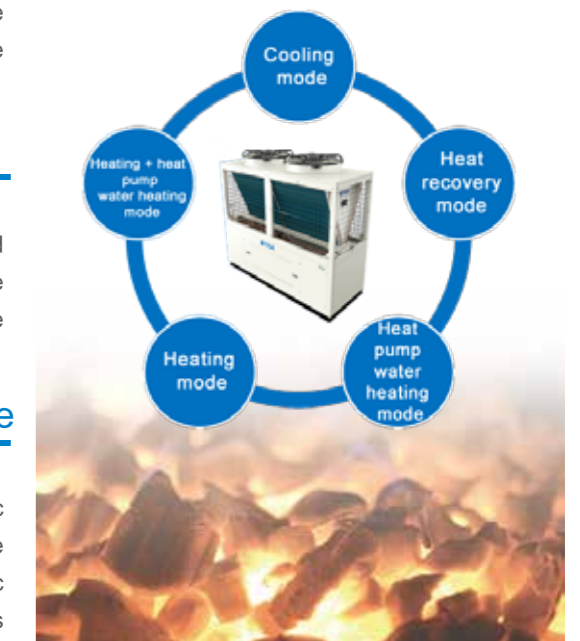 e
e
Cooling
mode
Heating + heat
pump
water heating
mode
Heat
recovery
mode
e
e
Heat
pump
water
heating
mode
Heating
mode
e
c
e
c
s